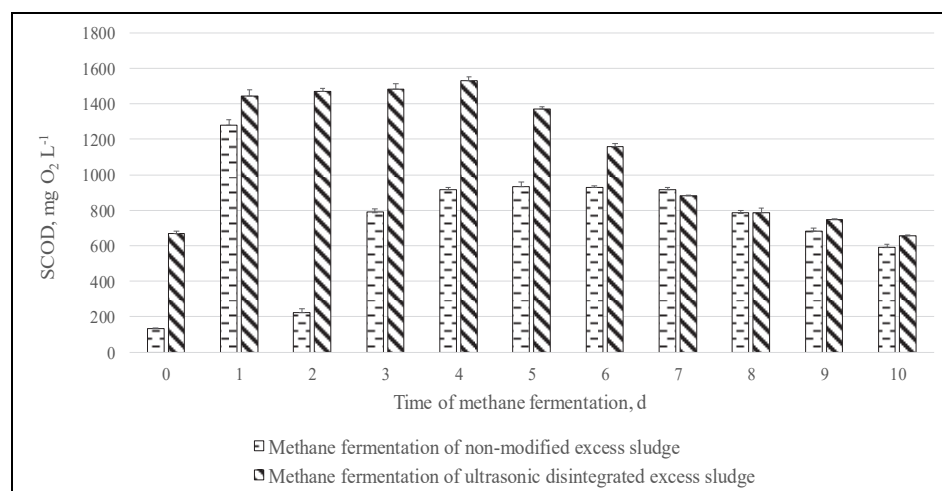 1800
1600
1400
1200
1000
800
600
400
200
0
SCOD, mg O₂ L⁻¹
0 1 2 3 4 5 6 7 8 9 10
Time of methane fermentation, d
Methane fermentation of non-modified excess sludge
Methane fermentation of ultrasonic disintegrated excess sludge